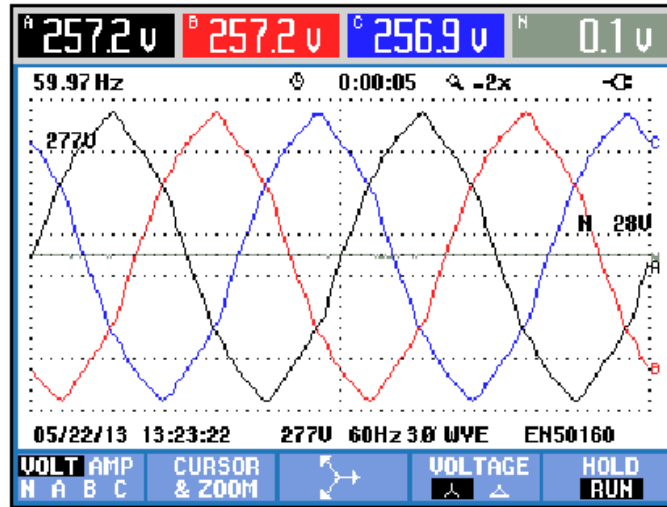 A 257.2 V B 257.2 V C 256.9 V N 0.1 V
59.97 Hz 0:00:05 -2x
277V
C
N 28V
A
B
05/22/13 13:23:22 277V 60Hz 3Ø WYE EN50160
VOLT AMP CURSOR VOLTAGE HOLD
N A B C & ZOOM RUN